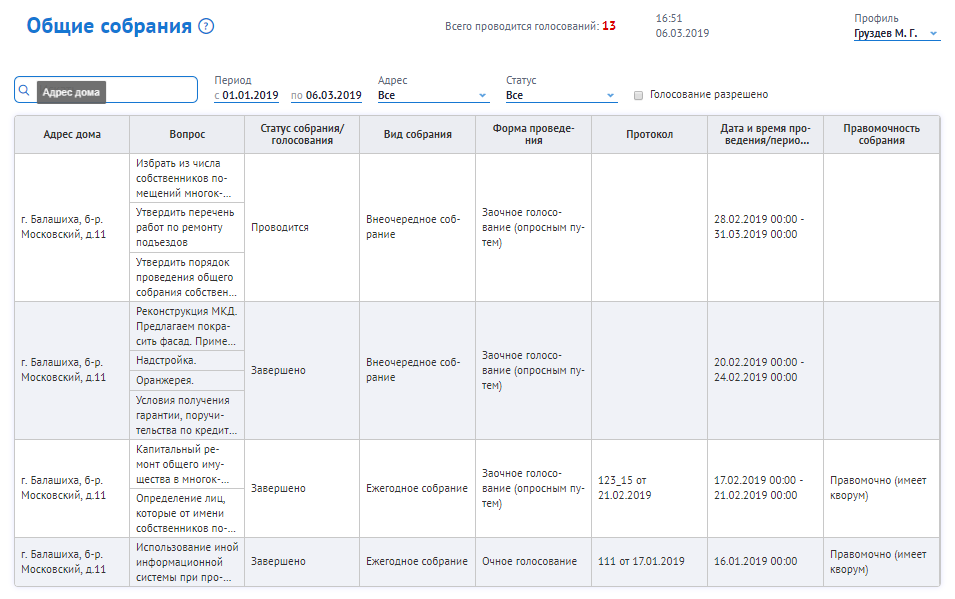 Общие собрания ?
Всего проводится голосований: 13
16:51
06.03.2019
Профиль
Груздев М. Г.
Адрес дома
Период
с 01.01.2019 по 06.03.2019
Адрес
Все
Статус
Все
Голосование разрешено
Адрес дома
Вопрос
Статус собрания/
голосования
Вид собрания
Форма проведе-
ния
Протокол
Дата и время про-
ведения/перио...
Правомочность
собрания
г. Балашиха, б-р.
Московский, д.11
Избрать из числа
собственников по-
мещений многок-...
Утвердить перечень
работ по ремонту
подъездов
Утвердить порядок
проведения общего
собрания собствен...
Проводится
Внеочередное соб-
рание
Заочное голосо-
вание (опросным пу-
тем)
28.02.2019 00:00 -
31.03.2019 00:00
г. Балашиха, б-р.
Московский, д.11
Реконструкция МКД.
Предлагаем покра-
сить фасад. Приме...
Надстройка.
Оранжерея.
Условия получения
гарантии, поручи-
тельства по кредит...
Завершено
Внеочередное соб-
рание
Заочное голосо-
вание (опросным пу-
тем)
20.02.2019 00:00 -
24.02.2019 00:00
г. Балашиха, б-р.
Московский, д.11
Капитальный ре-
монт общего иму-
щества в многок-...
Определение лиц,
которые от имени
собственников по-...
Завершено
Ежегодное собрание
Заочное голосо-
вание (опросным пу-
тем)
123_15 от
21.02.2019
17.02.2019 00:00 -
21.02.2019 00:00
Правомочно (имеет
кворум)
г. Балашиха, б-р.
Московский, д.11
Использование иной
информационной
системы при про-...
Завершено
Ежегодное собрание
Очное голосование
111 от 17.01.2019
16.01.2019 00:00
Правомочно (имеет
кворум)